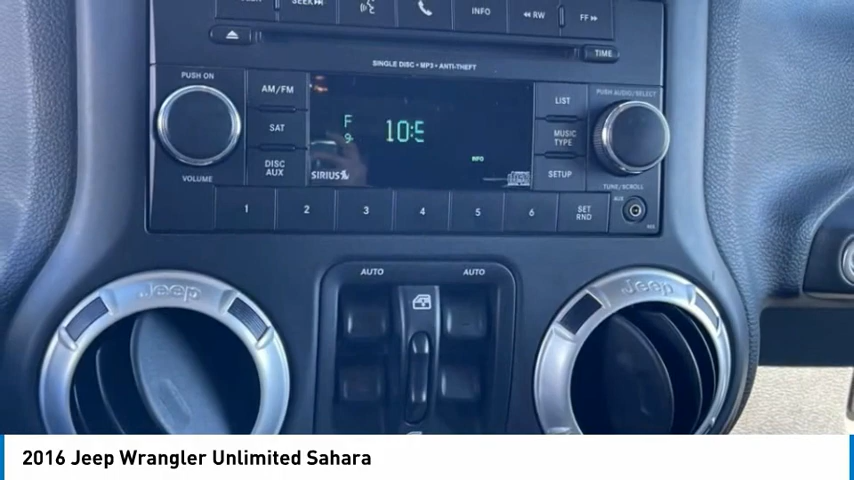 SEEK
INFO
RW
FF
TIME
SINGLE DISC • MP3 • ANTI-THEFT
PUSH ON
VOLUME
AM/FM
SAT
DISC
AUX
F
10:5
SIRIUS
LIST
MUSIC
TYPE
SETUP
PUSH AUDIO/SELECT
TUNE/SCROLL
AUX
1
2
3
4
5
6
SET
RND
AUTO
AUTO
Jeep
Jeep
2016 Jeep Wrangler Unlimited Sahara